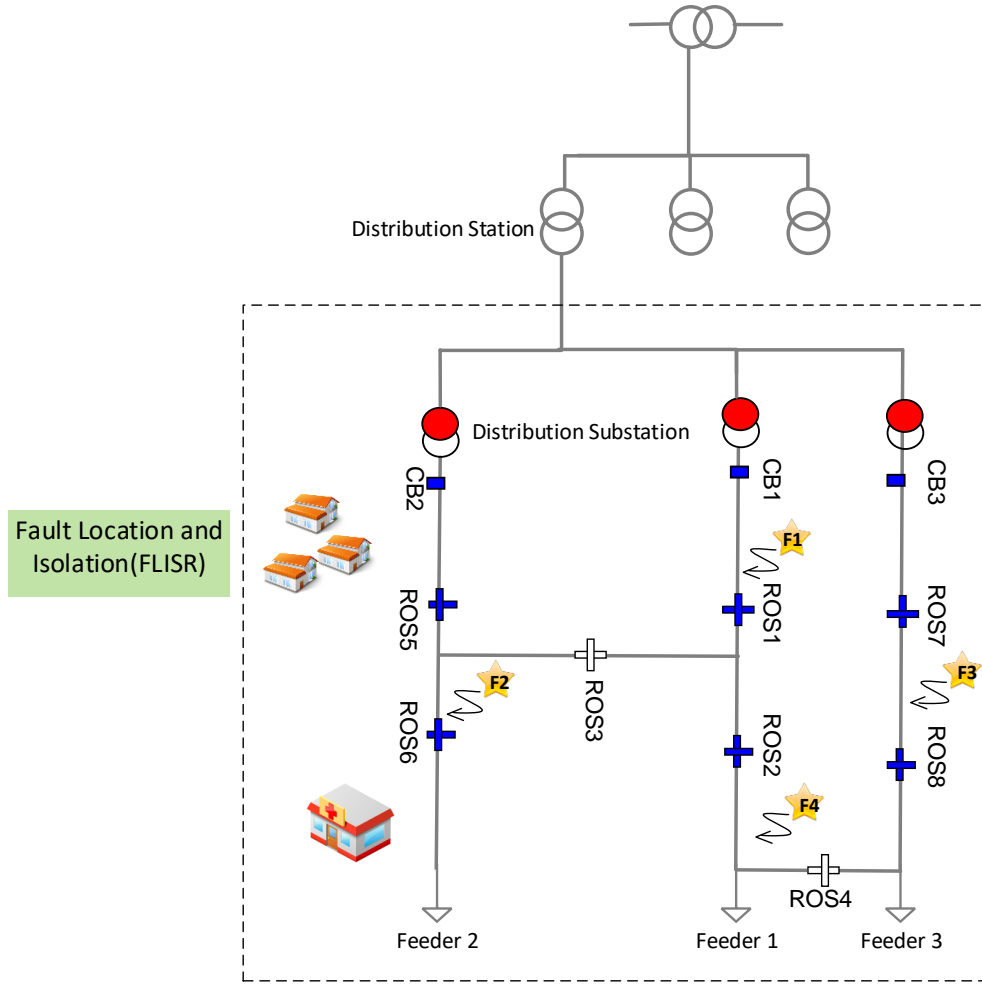 Distribution Station
Distribution Substation
CB2
CB1
CB3
Fault Location and
Isolation(FLISR)
F1
ROS5
ROS1
ROS7
F2
F3
ROS3
ROS6
ROS2
ROS8
F4
ROS4
Feeder 2
Feeder 1
Feeder 3